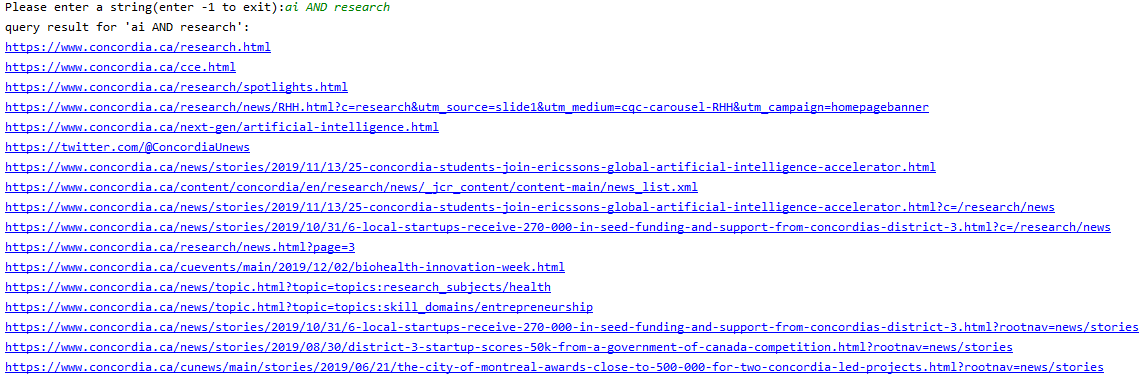 Please enter a string(enter -1 to exit):ai AND research
query result for 'ai AND research':
https://www.concordia.ca/research.html
https://www.concordia.ca/cce.html
https://www.concordia.ca/research/spotlights.html
https://www.concordia.ca/research/news/RHH.html?c=research&utm_source=slide1&utm_medium=cqc-carousel-RHH&utm_campaign=homepagebanner
https://www.concordia.ca/next-gen/artificial-intelligence.html
https://twitter.com/@ConcordiaUnews
https://www.concordia.ca/news/stories/2019/11/13/25-concordia-students-join-ericssons-global-artificial-intelligence-accelerator.html
https://www.concordia.ca/content/concordia/en/research/news/_jcr_content/content-main/news_list.xml
https://www.concordia.ca/news/stories/2019/11/13/25-concordia-students-join-ericssons-global-artificial-intelligence-accelerator.html?c=/research/news
https://www.concordia.ca/news/stories/2019/10/31/6-local-startups-receive-270-000-in-seed-funding-and-support-from-concordias-district-3.html?c=/research/news
https://www.concordia.ca/research/news.html?page=3
https://www.concordia.ca/cuevents/main/2019/12/02/biohealth-innovation-week.html
https://www.concordia.ca/news/topic.html?topic=topics:research_subjects/health
https://www.concordia.ca/news/topic.html?topic=topics:skill_domains/entrepreneurship
https://www.concordia.ca/news/stories/2019/10/31/6-local-startups-receive-270-000-in-seed-funding-and-support-from-concordias-district-3.html?rootnav=news/stories
https://www.concordia.ca/news/stories/2019/08/30/district-3-startup-scores-50k-from-a-government-of-canada-competition.html?rootnav=news/stories
https://www.concordia.ca/cunews/main/stories/2019/06/21/the-city-of-montreal-awards-close-to-500-000-for-two-concordia-led-projects.html?rootnav=news/stories